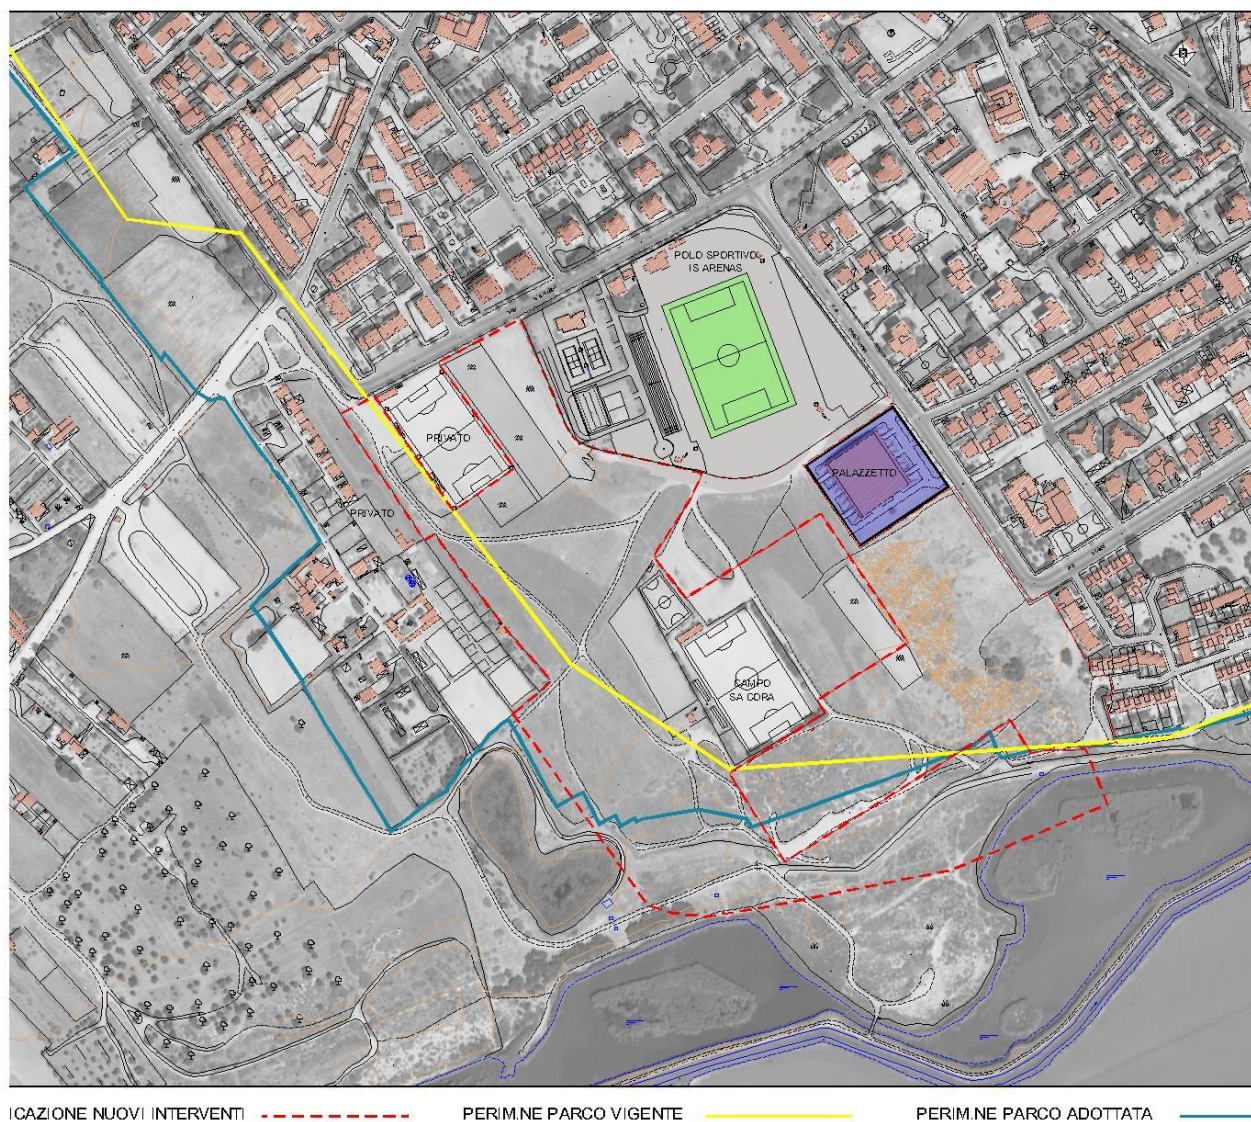 POLO SPORTIVO
IS ARENAS
PRIVATO
PALAZZETTO
PRIVATO
CAMPO
SA CORA
ICAZIONE NUOVI INTERVENTI
PERIM.NE PARCO VIGENTE
PERIM.NE PARCO ADOTTATA